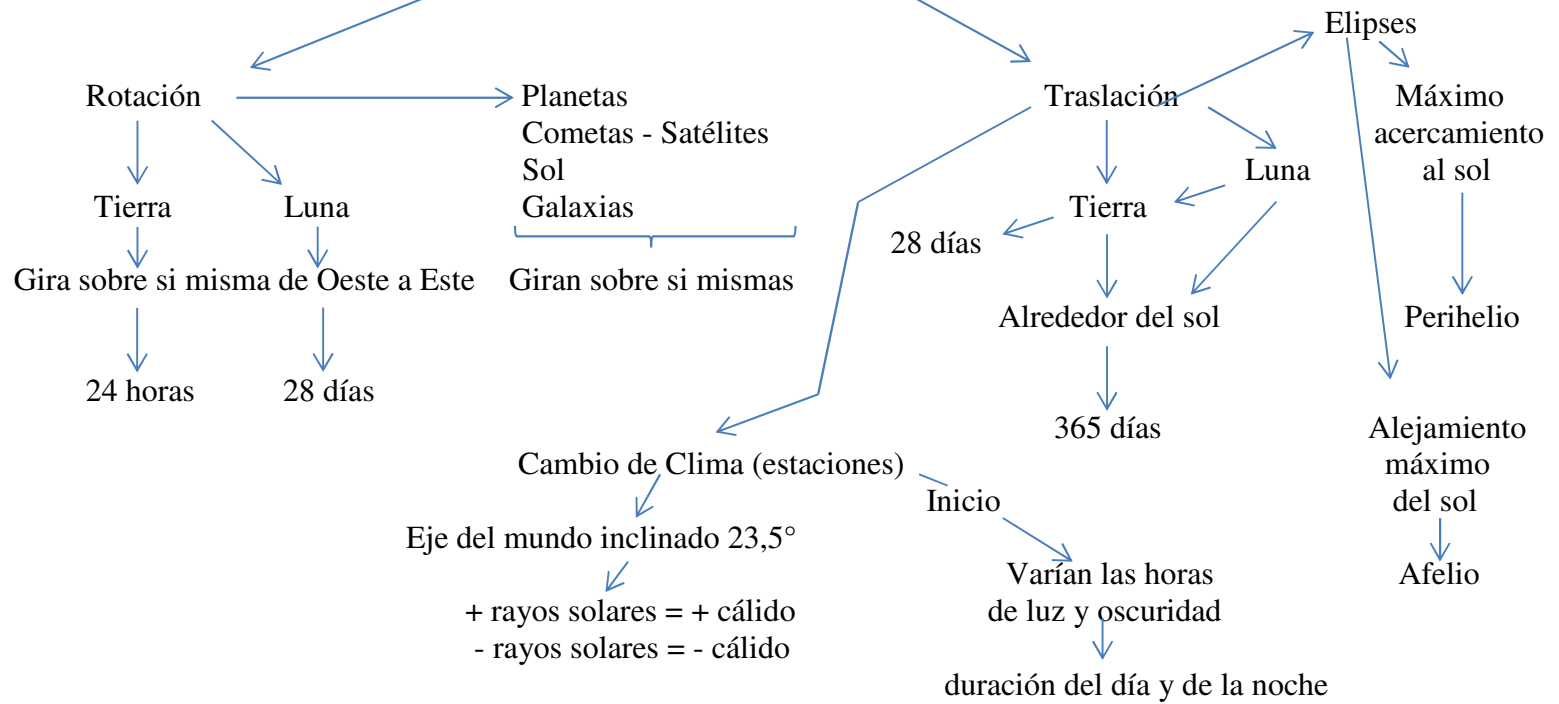 Elipses
Rotación
Planetas
Cometas - Satélites
Sol
Galaxias
Giran sobre si mismas
Tierra
Luna
Gira sobre si misma de Oeste a Este
24 horas
28 días
Traslación
Luna
Tierra
28 días
Alrededor del sol
365 días
Máximo
acercamiento
al sol
Perihelio
Alejamiento
máximo
del sol
Afelio
Cambio de Clima (estaciones)
Eje del mundo inclinado 23,5°
+ rayos solares = + cálido
- rayos solares = - cálido
Inicio
Varían las horas
de luz y oscuridad
duración del día y de la noche